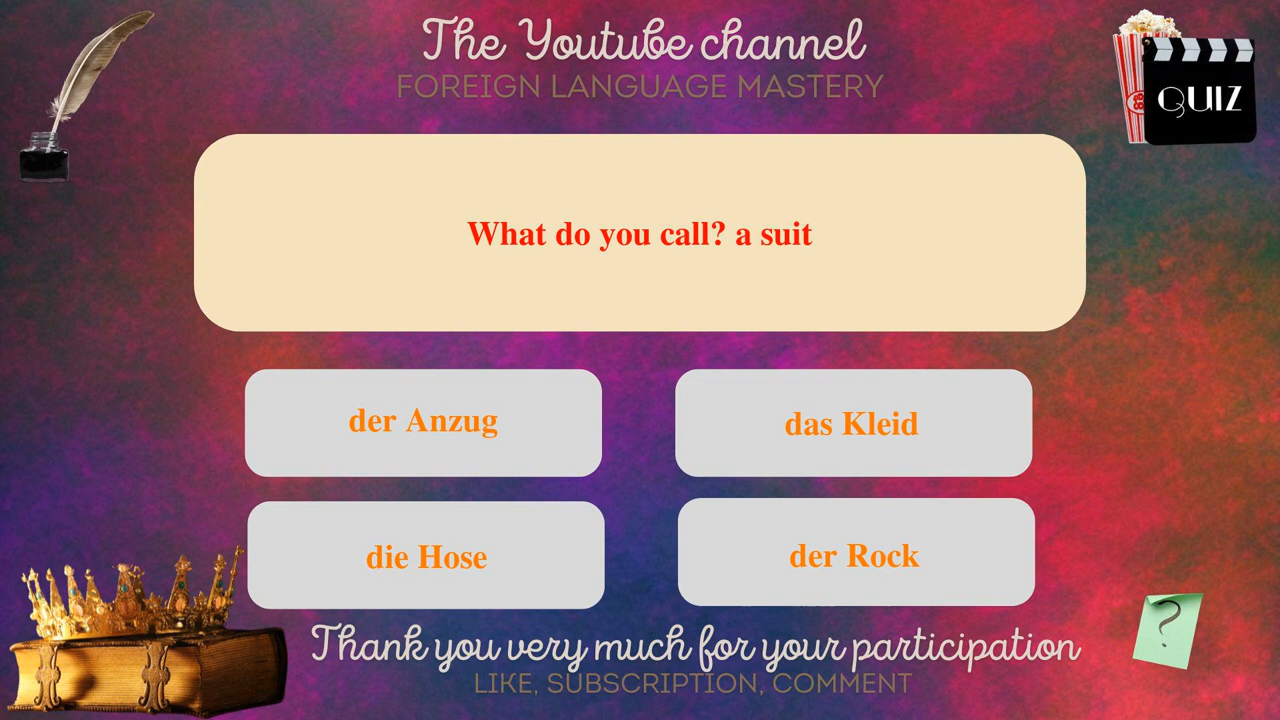 The Youtube channel
FOREIGN LANGUAGE MASTERY
QUIZ
What do you call? a suit
der Anzug
das Kleid
die Hose
der Rock
?
Thank you very much for your participation
LIKE, SUBSCRIPTION, COMMENT